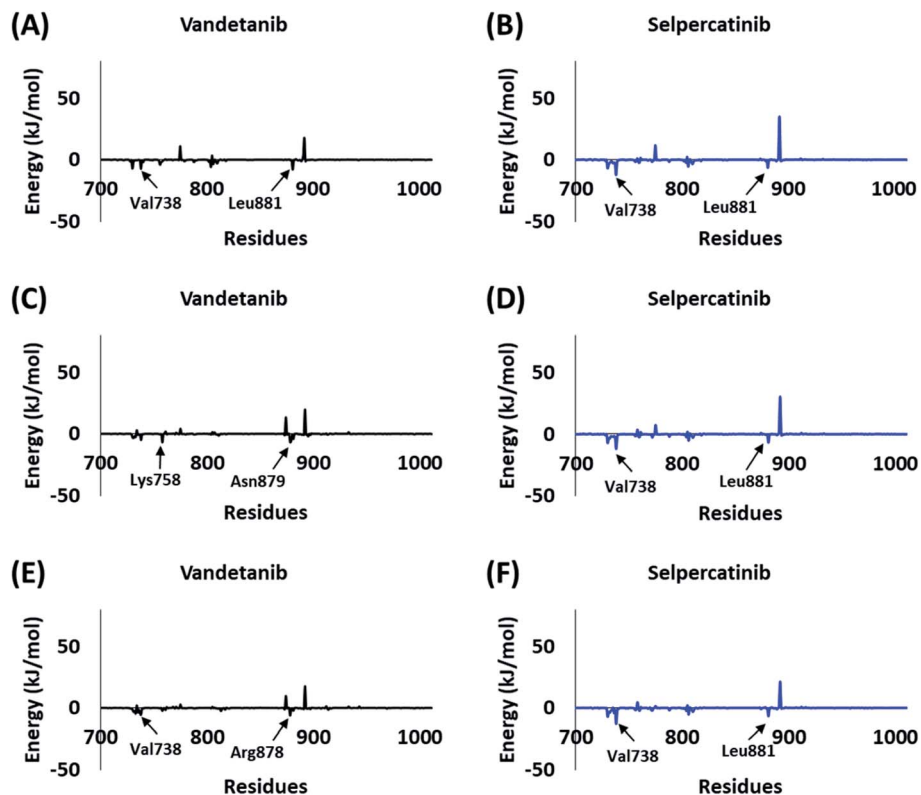 (A) Vandetanib
Energy (kJ/mol)
50
0
-50
700 800 900 1000
Val738 Leu881
Residues
(B) Selpercatinib
Energy (kJ/mol)
50
0
-50
700 800 900 1000
Val738 Leu881
Residues
(C) Vandetanib
Energy (kJ/mol)
50
0
-50
700 800 900 1000
Lys758 Asn879
Residues
(D) Selpercatinib
Energy (kJ/mol)
50
0
-50
700 800 900 1000
Val738 Leu881
Residues
(E) Vandetanib
Energy (kJ/mol)
50
0
-50
700 800 900 1000
Val738 Arg878
Residues
(F) Selpercatinib
Energy (kJ/mol)
50
0
-50
700 800 900 1000
Val738 Leu881
Residues